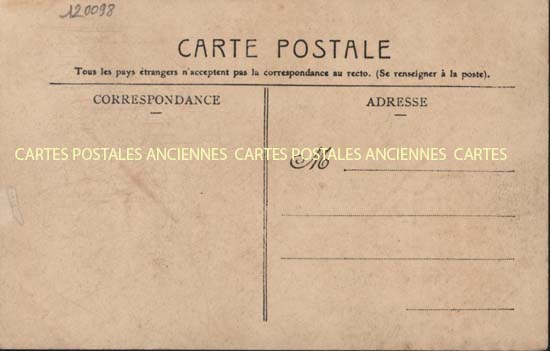 120098
CARTE POSTALE
Tous les pays étrangers n'acceptent pas la correspondance au recto. (Se renseigner à la poste).
CORRESPONDANCE
ADRESSE
CARTES POSTALES ANCIENNES CARTES POSTALES ANCIENNES CARTES
M